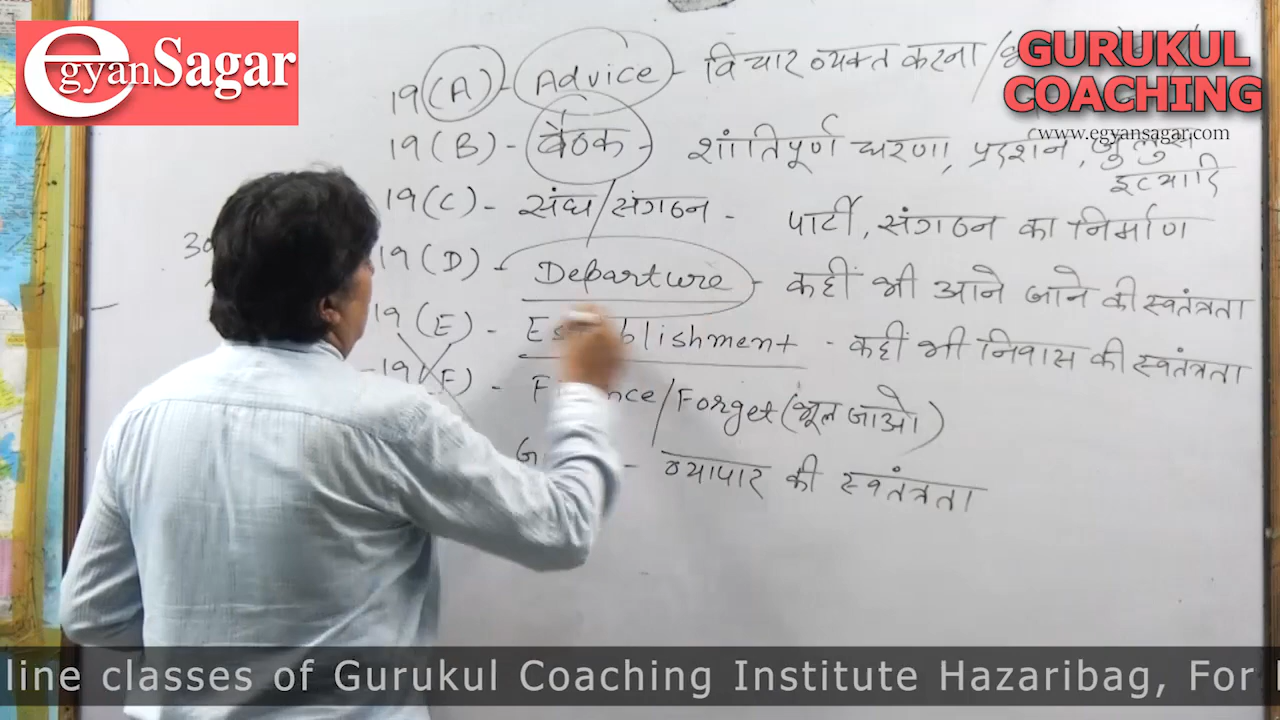 egyanSagar
GURUKUL
COACHING
www.egyansagar.com
19 (A) - Advice - विचार व्यक्त करना /
19 (B) - बैठक - शांतिपूर्ण धरणा, प्रदर्शन,
इत्यादि
19 (C) - संघ/संगठन - पार्टी, संगठन का निर्माण
19 (D) - Departure - कहीं भी आने जाने की स्वतंत्रता
19 (E) - Establishment - कहीं भी निवास की स्वतंत्रता
19 (F) - /Forget (भूल जाओ)
G - व्यापार की स्वतंत्रता
line classes of Gurukul Coaching Institute Hazaribag, For